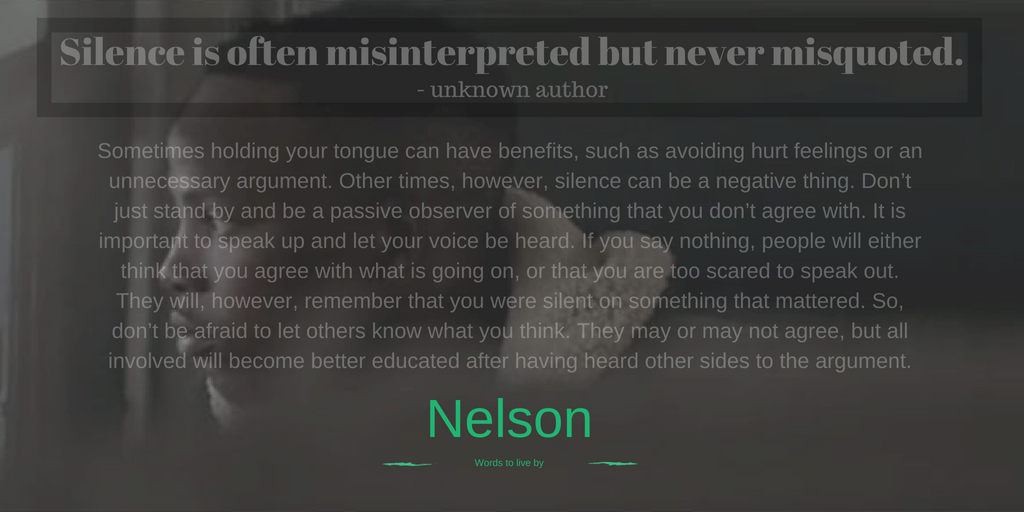 Silence is often misinterpreted but never misquoted.
- unknown author
Sometimes holding your tongue can have benefits, such as avoiding hurt feelings or an
unnecessary argument. Other times, however, silence can be a negative thing. Don’t
just stand by and be a passive observer of something that you don’t agree with. It is
important to speak up and let your voice be heard. If you say nothing, people will either
think that you agree with what is going on, or that you are too scared to speak out.
They will, however, remember that you were silent on something that mattered. So,
don’t be afraid to let others know what you think. They may or may not agree, but all
involved will become better educated after having heard other sides to the argument.
Nelson
Words to live by